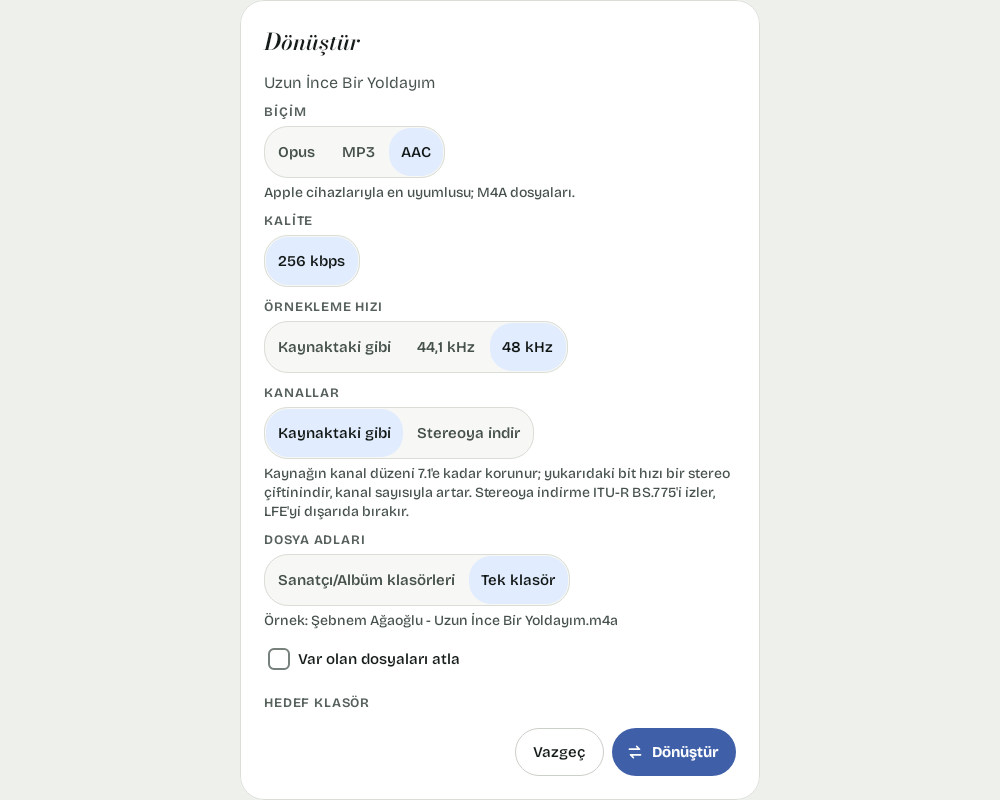 Dönüştür
Uzun İnce Bir Yoldayım
BİÇİM
Opus MP3 AAC
Apple cihazlarıyla en uyumlusu; M4A dosyaları.
KALİTE
256 kbps
ÖRNEKLEME HIZI
Kaynaktaki gibi 44,1 kHz 48 kHz
KANALLAR
Kaynaktaki gibi Stereoya indir
Kaynağın kanal düzeni 7.1'e kadar korunur; yukarıdaki bit hızı bir stereo
çiftinindir, kanal sayısıyla artar. Stereoya indirme ITU-R BS.775'i izler,
LFE'yi dışarıda bırakır.
DOSYA ADLARI
Sanatçı/Albüm klasörleri Tek klasör
Örnek: Şebnem Ağaoğlu - Uzun İnce Bir Yoldayım.m4a
Var olan dosyaları atla
HEDEF KLASÖR
Vazgeç Dönüştür